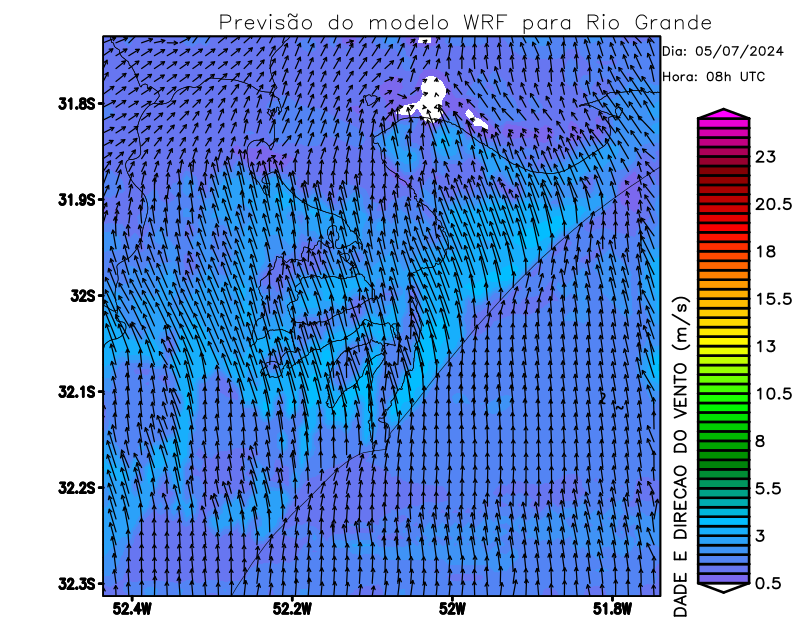 Previsão do modelo WRF para Rio Grande
Dia: 05/07/2024
Hora: 08h UTC
31.8S
31.9S
32S
32.1S
32.2S
32.3S
52.4W
52.2W
52W
51.8W
23
20.5
18
15.5
13
10.5
8
5.5
3
0.5
DADE E DIRECAO DO VENTO (m/s)